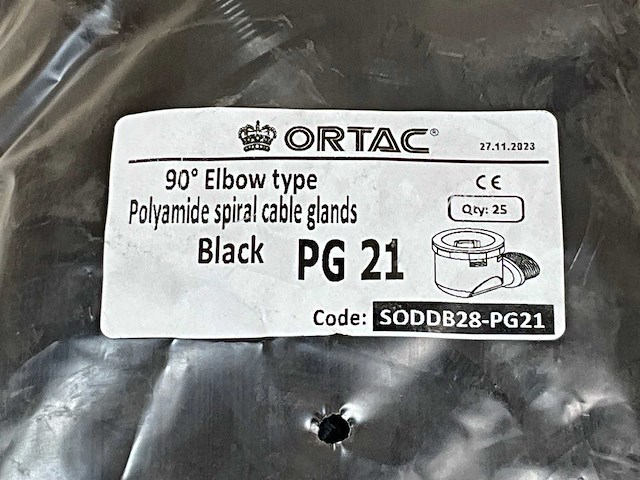 ORTAC®
27.11.2023
90° Elbow type
Polyamide spiral cable glands
Black PG 21
CE
Qty: 25
Code: SODDB28-PG21